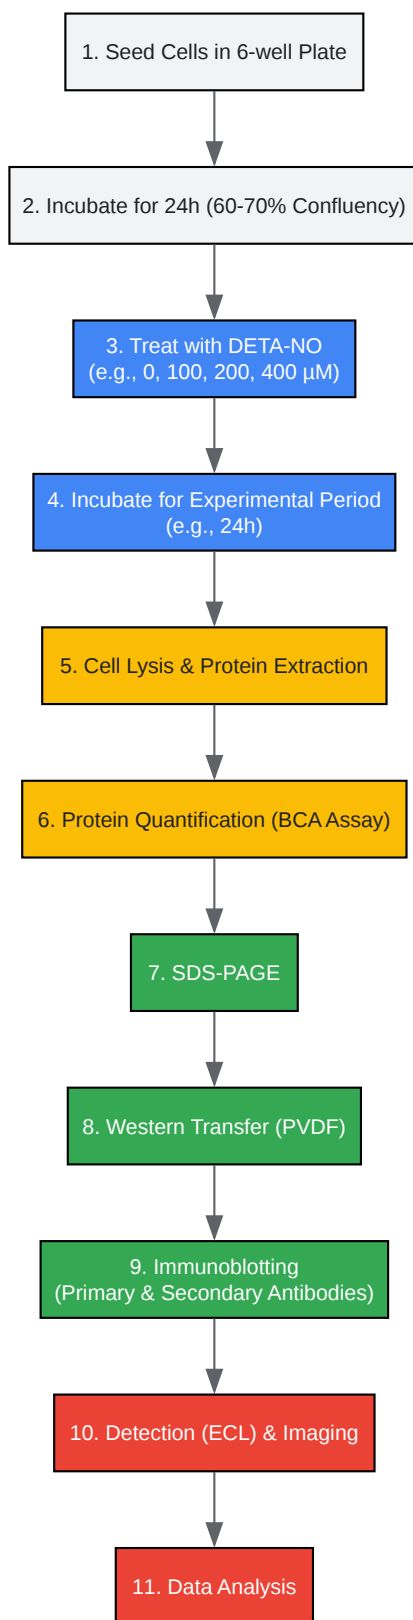 1. Seed Cells in 6-well Plate
2. Incubate for 24h (60-70% Confluency)
3. Treat with DETA-NO
(e.g., 0, 100, 200, 400 µM)
4. Incubate for Experimental Period
(e.g., 24h)
5. Cell Lysis & Protein Extraction
6. Protein Quantification (BCA Assay)
7. SDS-PAGE
8. Western Transfer (PVDF)
9. Immunoblotting
(Primary & Secondary Antibodies)
10. Detection (ECL) & Imaging
11. Data Analysis